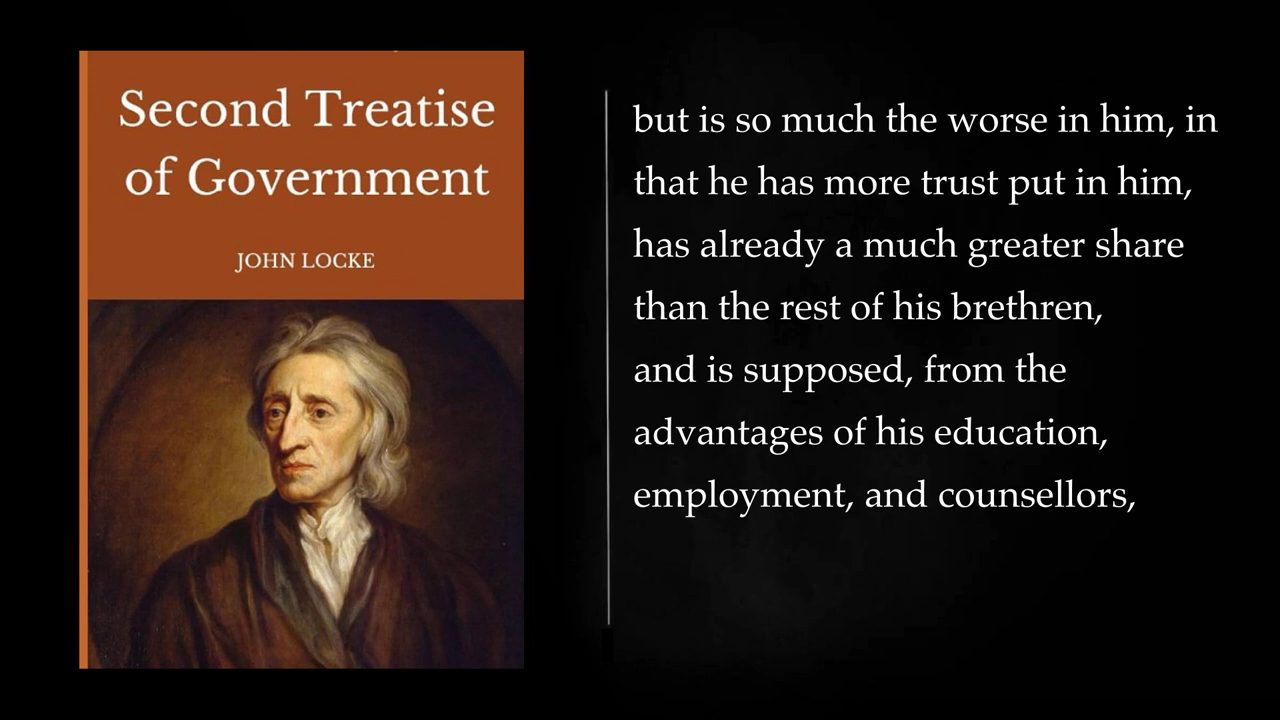 Second Treatise
of Government
JOHN LOCKE
but is so much the worse in him, in
that he has more trust put in him,
has already a much greater share
than the rest of his brethren,
and is supposed, from the
advantages of his education,
employment, and counsellors,